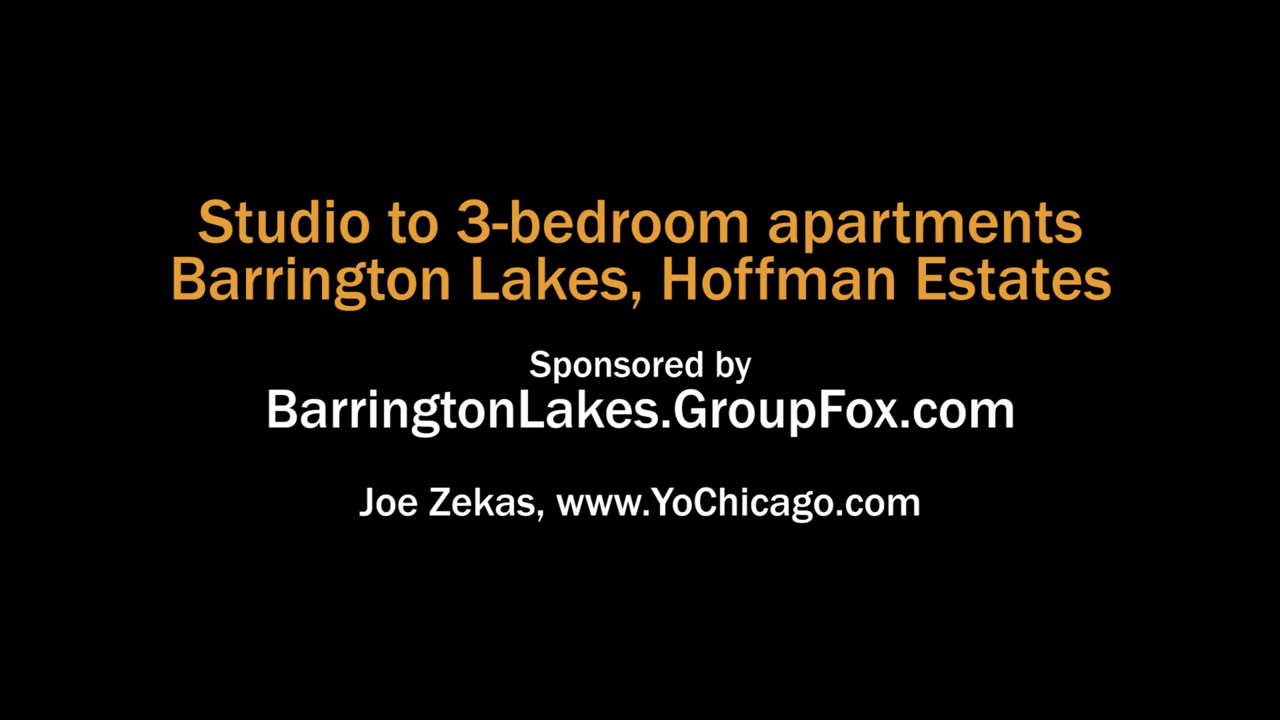 Studio to 3-bedroom apartments
Barrington Lakes, Hoffman Estates
Sponsored by
BarringtonLakes.GroupFox.com
Joe Zekas, www.YoChicago.com